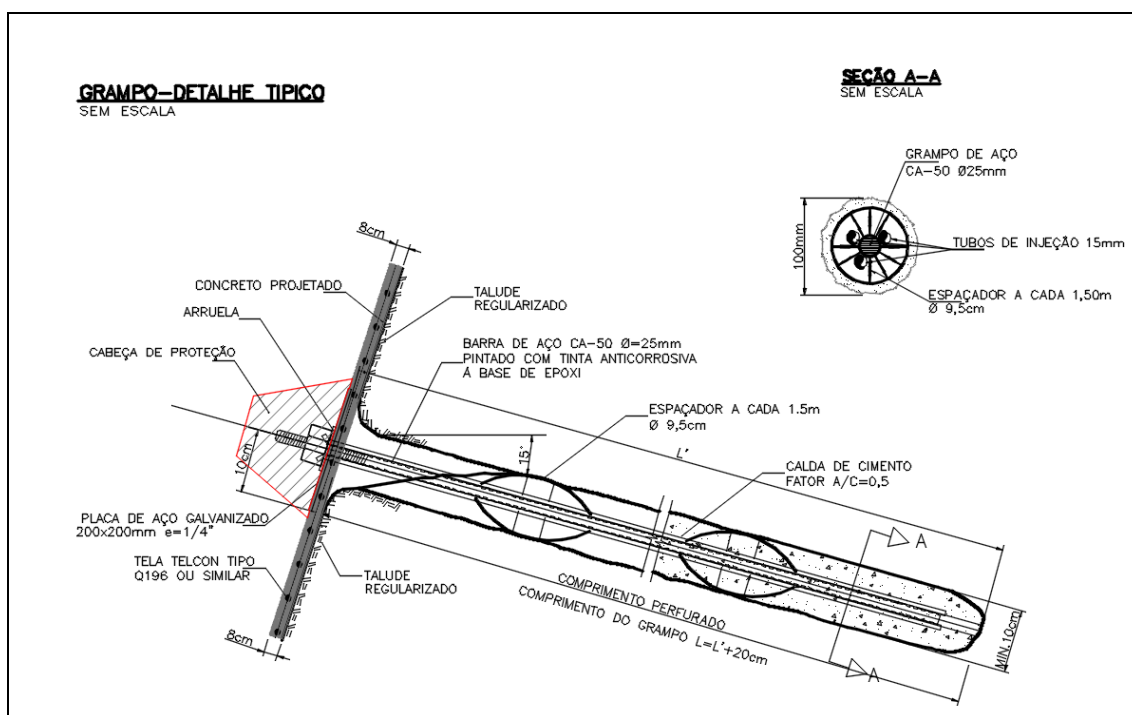 GRAMPO-DETALHE TIPICO
SEM ESCALA
SEÇÃO A-A
SEM ESCALA
GRAMPO DE AÇO
CA-50 Ø25mm
100mm
TUBOS DE INJEÇÃO 15mm
ESPAÇADOR A CADA 1,50m
Ø 9,5cm
8cm
CONCRETO PROJETADO
TALUDE
REGULARIZADO
ARRUELA
CABEÇA DE PROTEÇÃO
BARRA DE AÇO CA-50 Ø=25mm
PINTADO COM TINTA ANTICORROSIVA
Á BASE DE EPOXI
ESPAÇADOR A CADA 1.5m
Ø 9,5cm
L'
15°
10cm
CALDA DE CIMENTO
FATOR A/C=0,5
PLACA DE AÇO GALVANIZADO
200x200mm e=1/4"
TELA TELCON TIPO
Q196 OU SIMILAR
TALUDE
REGULARIZADO
A
COMPRIMENTO PERFURADO
COMPRIMENTO DO GRAMPO L=L'+20cm
MIN.10cm
8cm
A